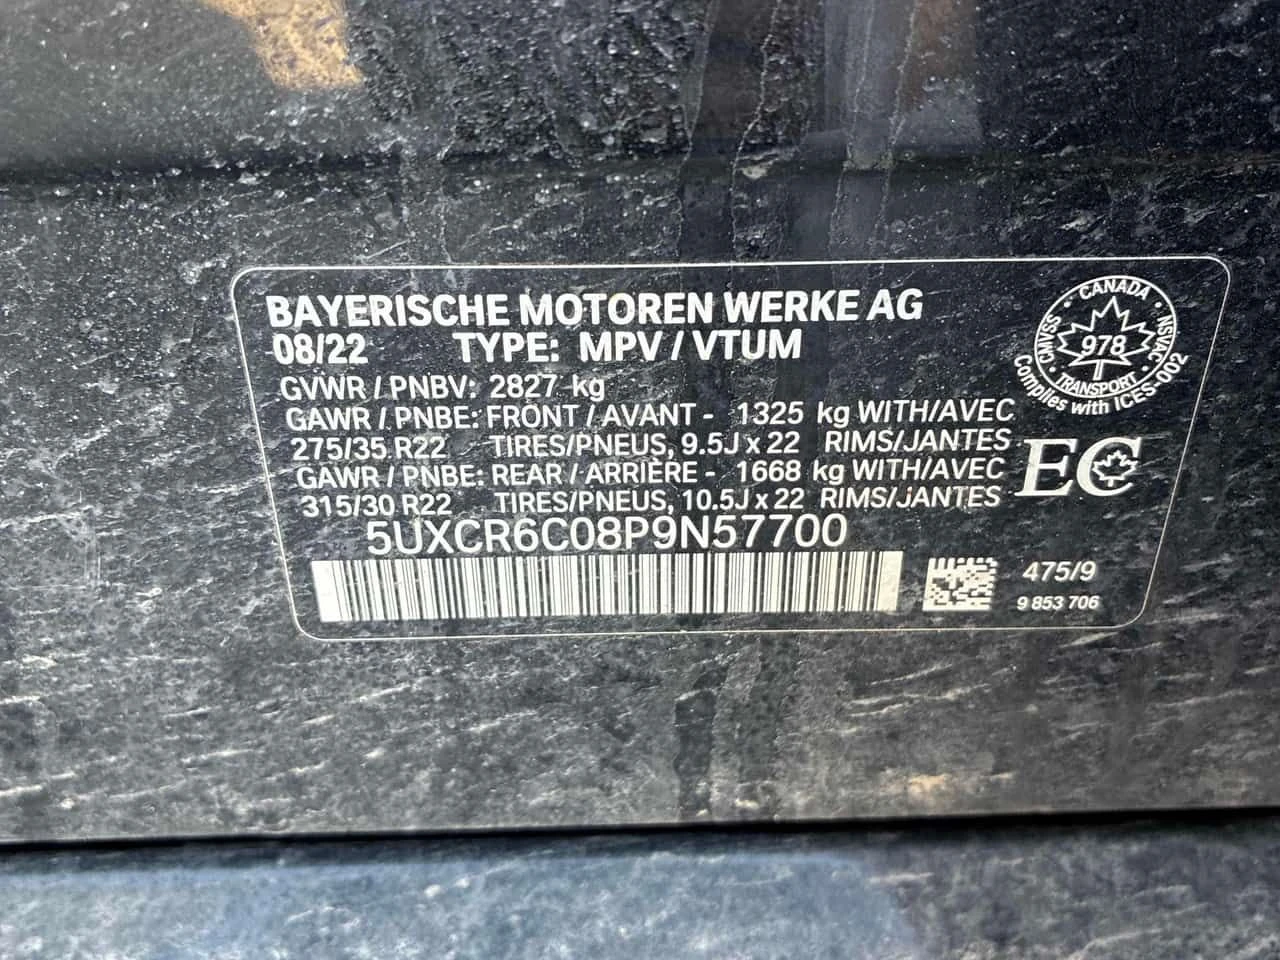 BAYERISCHE MOTOREN WERKE AG
08/22 TYPE: MPV / VTUM
GVWR / PNBV: 2827 kg
GAWR / PNBE: FRONT / AVANT - 1325 kg WITH/AVEC
275/35 R22 TIRES/PNEUS, 9.5J x 22 RIMS/JANTES
GAWR / PNBE: REAR / ARRIÈRE - 1668 kg WITH/AVEC
315/30 R22 TIRES/PNEUS, 10.5J x 22 RIMS/JANTES
5UXCR6C08P9N57700
CANADA
CMVSS 978 NSVAC
TRANSPORT
Complies with ICES-002
EC
475/9
9 853 706